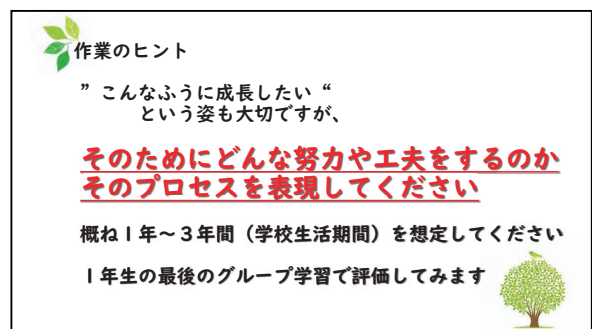 作業のヒント
”こんなふうに成長したい“
という姿も大切ですが、
そのためにどんな努力や工夫をするのか
そのプロセスを表現してください
概ね1年～3年間（学校生活期間）を想定してください
1年生の最後のグループ学習で評価してみます